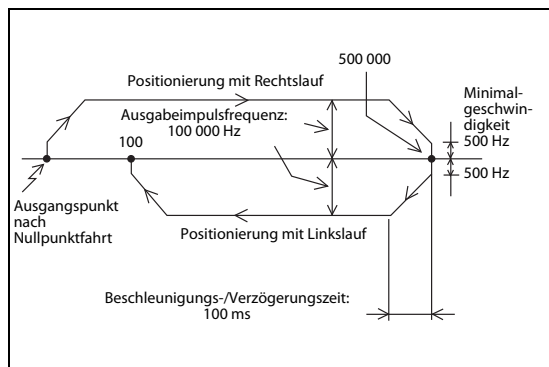 500 000
Positionierung mit Rechtslauf
Minimal-
geschwin-
digkeit
Ausgabeimpulsfrequenz:
100 000 Hz
500 Hz
100
500 Hz
Ausgangspunkt
nach
Nullpunktfahrt
Positionierung mit Linkslauf
Beschleunigungs-/Verzögerungszeit:
100 ms